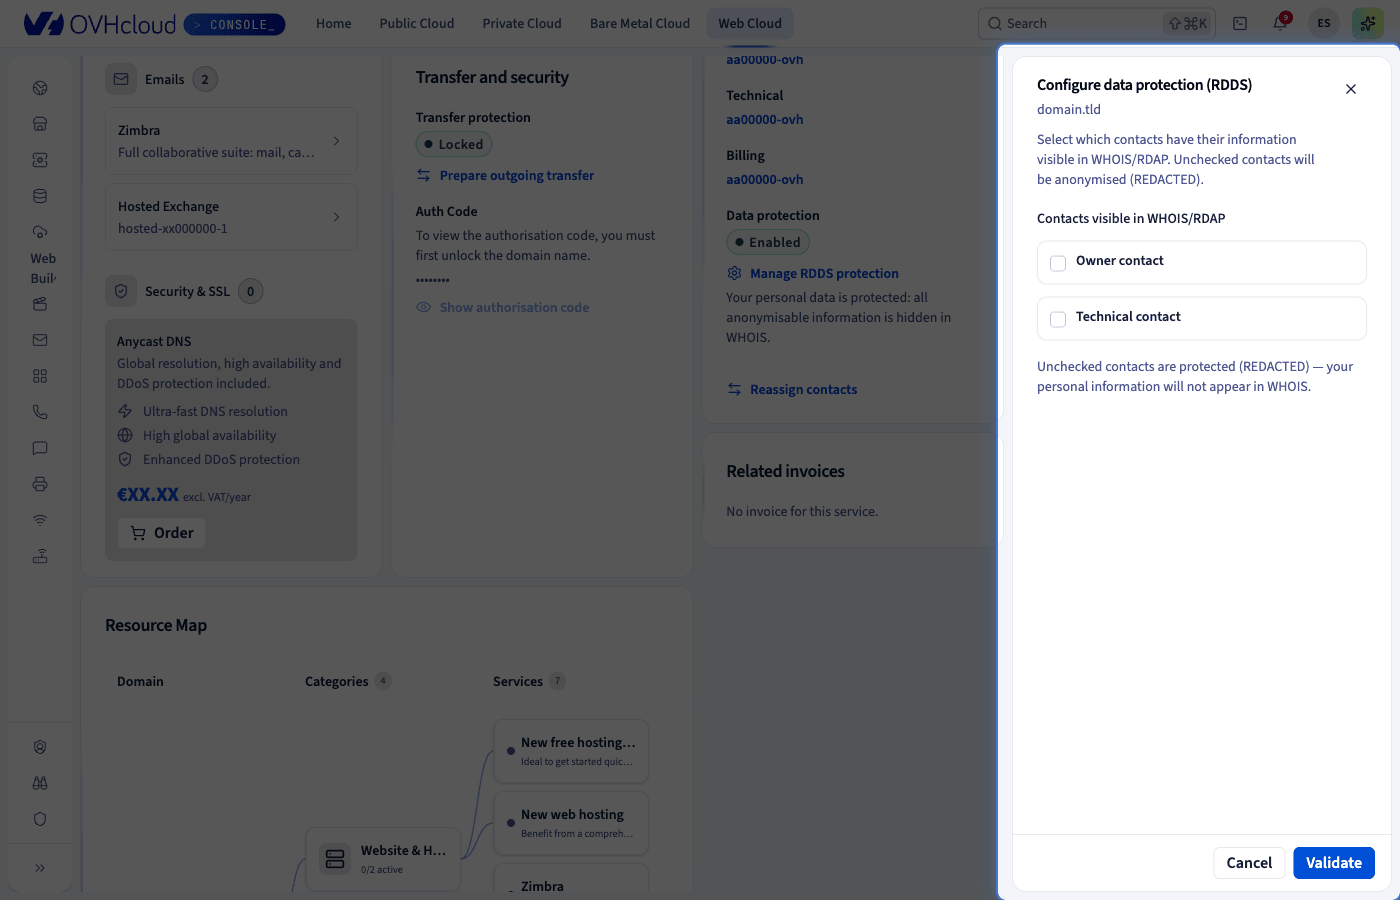 OVHcloud
> CONSOLE_
Home
Public Cloud
Private Cloud
Bare Metal Cloud
Web Cloud
Search
⇧⌘K
9
ES
Web
Buil
Emails 2
Zimbra
Full collaborative suite: mail, ca…
Hosted Exchange
hosted-xx000000-1
Security & SSL 0
Anycast DNS
Global resolution, high availability and
DDoS protection included.
Ultra-fast DNS resolution
High global availability
Enhanced DDoS protection
€XX.XX excl. VAT/year
Order
Transfer and security
Transfer protection
Locked
Prepare outgoing transfer
Auth Code
To view the authorisation code, you must
first unlock the domain name.
••••••••
Show authorisation code
aa00000-ovh
Technical
aa00000-ovh
Billing
aa00000-ovh
Data protection
Enabled
Manage RDDS protection
Your personal data is protected: all
anonymisable information is hidden in
WHOIS.
Reassign contacts
Related invoices
No invoice for this service.
Resource Map
Domain
Categories 4
Services 7
New free hosting…
Ideal to get started quic…
New web hosting
Benefit from a compreh…
Website & H…
0/2 active
Zimbra
Configure data protection (RDDS)
domain.tld
Select which contacts have their information
visible in WHOIS/RDAP. Unchecked contacts will
be anonymised (REDACTED).
Contacts visible in WHOIS/RDAP
Owner contact
Technical contact
Unchecked contacts are protected (REDACTED) — your
personal information will not appear in WHOIS.
Cancel
Validate